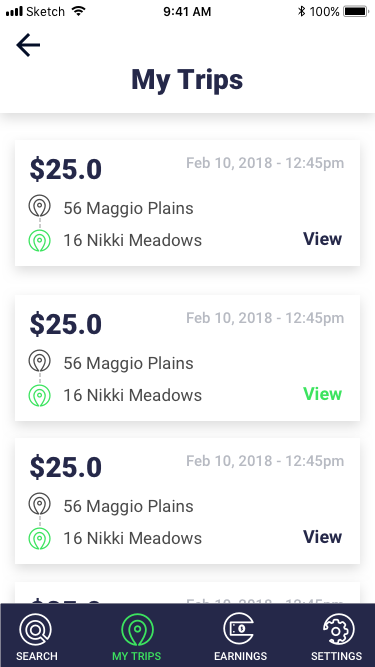 Sketch 9:41 AM 100%
My Trips
$25.0 Feb 10, 2018 - 12:45pm
56 Maggio Plains
16 Nikki Meadows View
$25.0 Feb 10, 2018 - 12:45pm
56 Maggio Plains
16 Nikki Meadows View
$25.0 Feb 10, 2018 - 12:45pm
56 Maggio Plains
16 Nikki Meadows View
SEARCH MY TRIPS EARNINGS SETTINGS